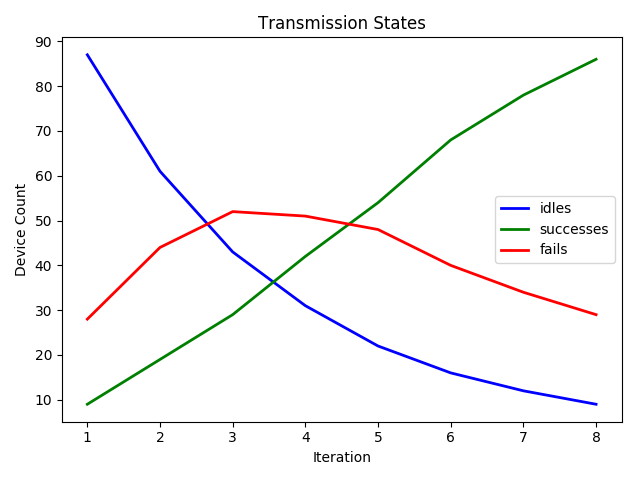 Transmission States
90
80
70
60
50
40
30
20
10
Device Count
idles
successes
fails
1 2 3 4 5 6 7 8
Iteration